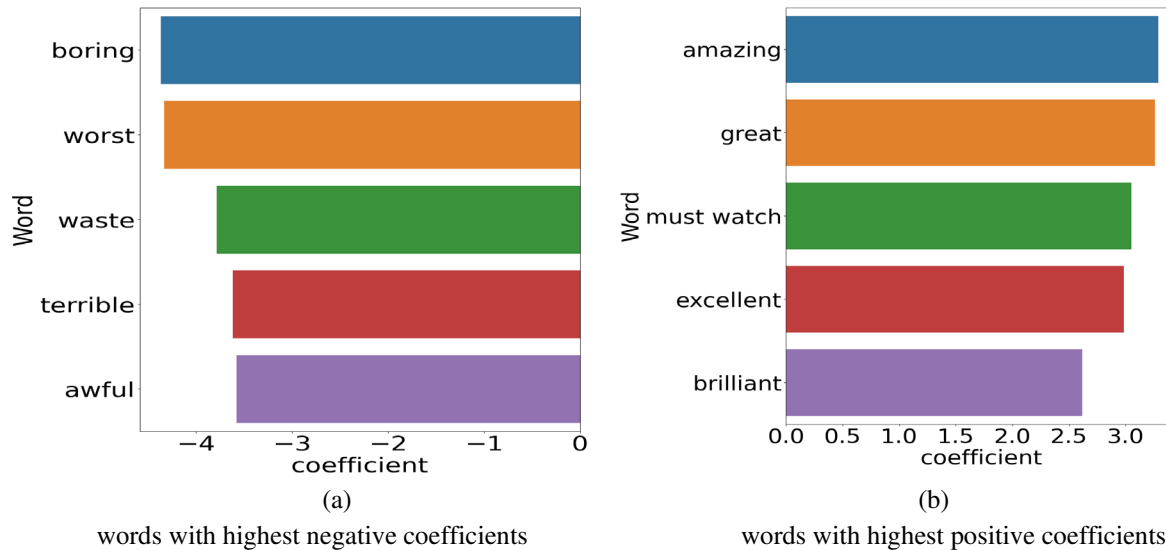 boring
worst
waste
terrible
awful
Word
−4 −3 −2 −1 0
coefficient
(a)
words with highest negative coefficients
amazing
great
must watch
excellent
brilliant
Word
0.0 0.5 1.0 1.5 2.0 2.5 3.0
coefficient
(b)
words with highest positive coefficients